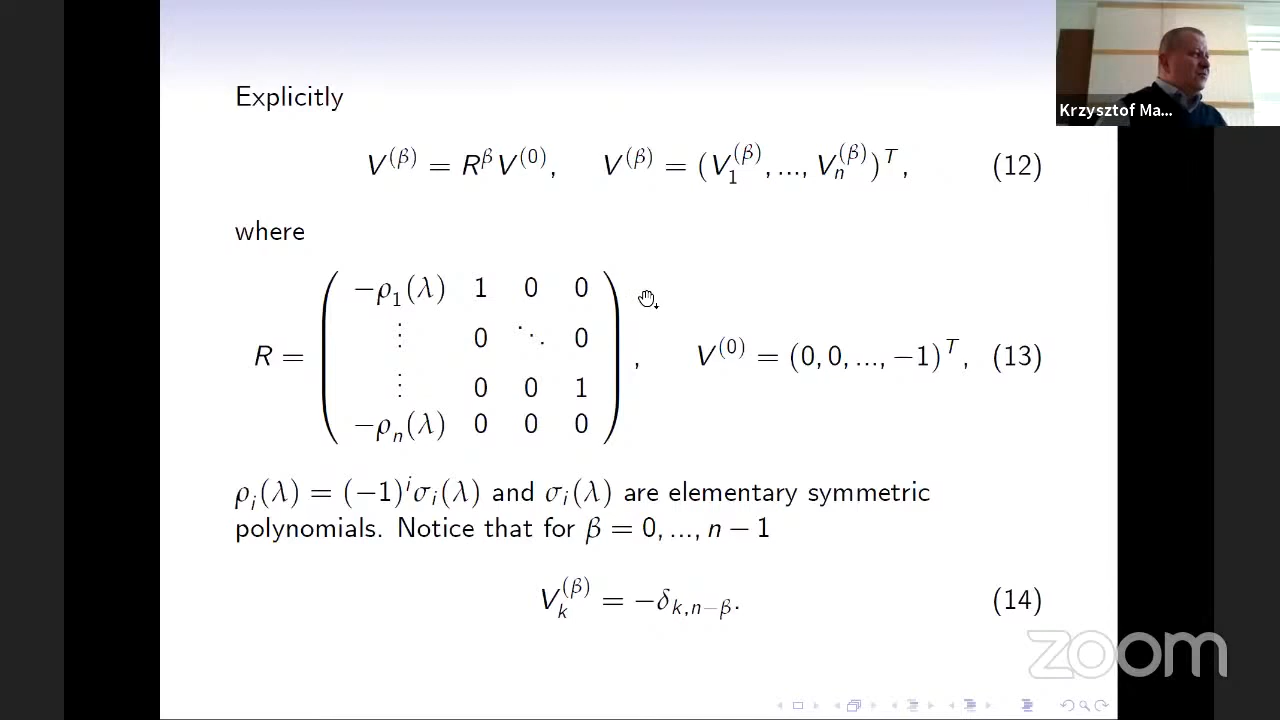 Explicitly
V^(β) = R^β V^(0), V^(β) = (V_1^(β), ..., V_n^(β))^T, (12)
where
R = ( −ρ_1(λ) 1 0 0
⋮ 0 ⋱ 0
⋮ 0 0 1
−ρ_n(λ) 0 0 0 ) , V^(0) = (0, 0, ..., −1)^T, (13)
ρ_i(λ) = (−1)^i σ_i(λ) and σ_i(λ) are elementary symmetric
polynomials. Notice that for β = 0, ..., n − 1
V_k^(β) = −δ_{k,n−β}. (14)
Krzysztof Ma...
zoom